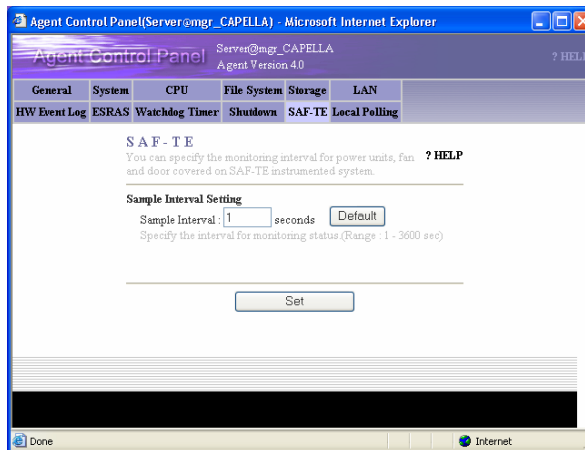 Agent Control Panel(Server@mgr_CAPELLA) - Microsoft Internet Explorer
Agent Control Panel
Server@mgr_CAPELLA
Agent Version 4.0
? HELP
General System CPU File System Storage LAN
HW Event Log ESRAS Watchdog Timer Shutdown SAF-TE Local Polling
SAF-TE
You can specify the monitoring interval for power units, fan
and door covered on SAF-TE instrumented system.
? HELP
Sample Interval Setting
Sample Interval : 1 seconds Default
Specify the interval for monitoring status.(Range : 1 - 3600 sec)
Set
Done
Internet